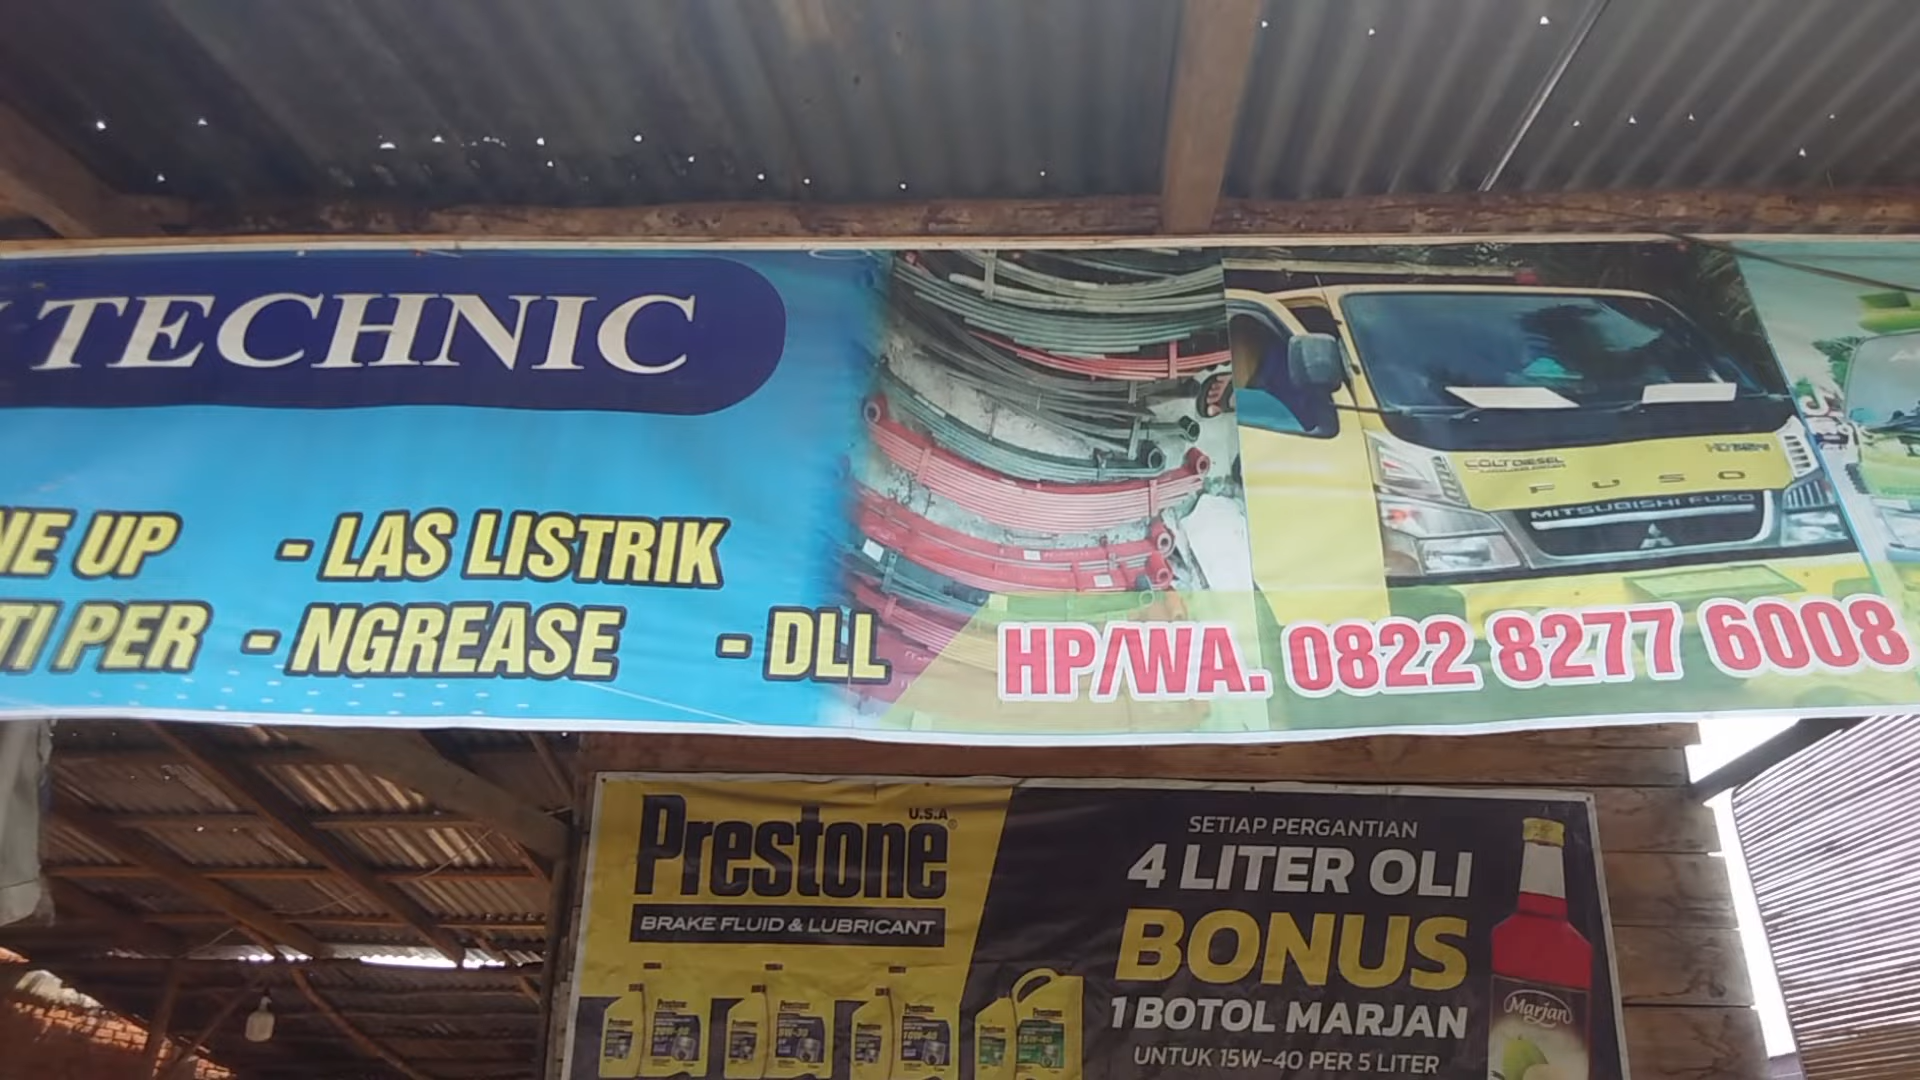 TECHNIC
NE UP - LAS LISTRIK
TI PER - NGREASE - DLL
COLT DIESEL
FUSO
MITSUBISHI FUSO
HP/WA. 0822 8277 6008
Prestone
U.S.A
BRAKE FLUID & LUBRICANT
SETIAP PERGANTIAN
4 LITER OLI
BONUS
1 BOTOL MARJAN
UNTUK 15W-40 PER 5 LITER
Marjan